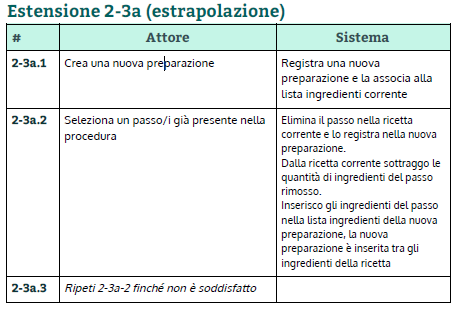 Estensione 2-3a (estrapolazione)
# Attore Sistema
2-3a.1 Crea una nuova preparazione Registra una nuova
preparazione e la associa alla
lista ingredienti corrente
2-3a.2 Seleziona un passo/i già presente nella Elimina il passo nella ricetta
procedura corrente e lo registra nella nuova
preparazione.
Dalla ricetta corrente sottraggo le
quantità di ingredienti del passo
rimosso.
Inserisco gli ingredienti del passo
nella lista ingredienti della nuova
preparazione, la nuova
preparazione è inserita tra gli
ingredienti della ricetta
2-3a.3 Ripeti 2-3a-2 finché non è soddisfatto